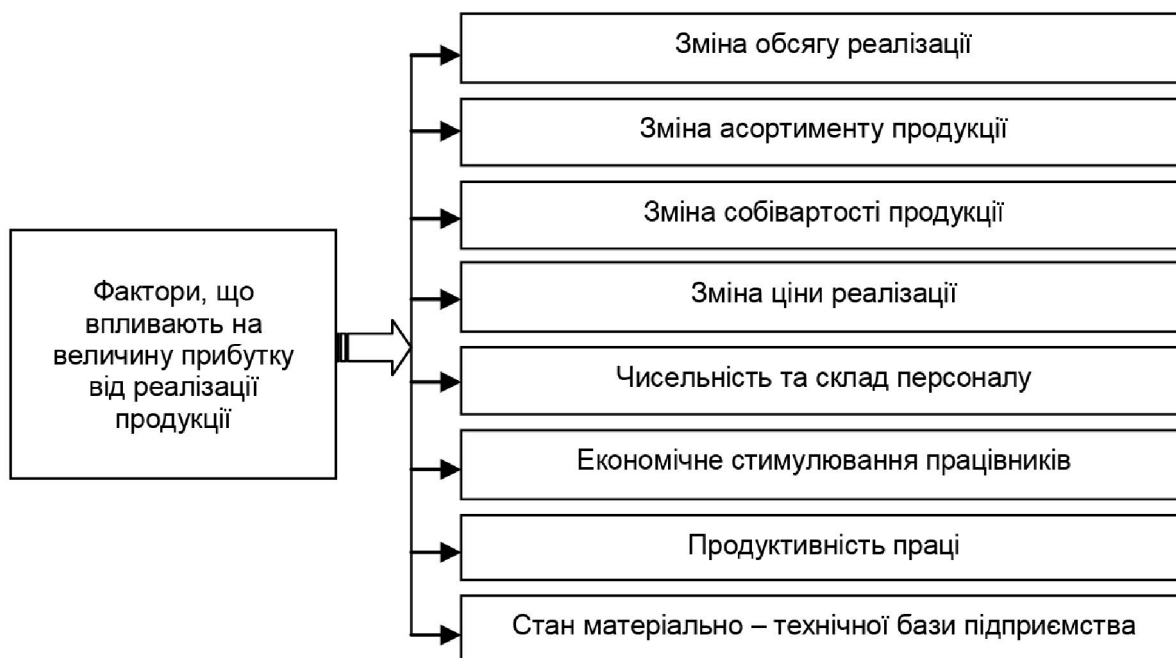 Фактори, що
впливають на
величину прибутку
від реалізації
продукції
Зміна обсягу реалізації
Зміна асортименту продукції
Зміна собівартості продукції
Зміна ціни реалізації
Чисельність та склад персоналу
Економічне стимулювання працівників
Продуктивність праці
Стан матеріально – технічної бази підприємства